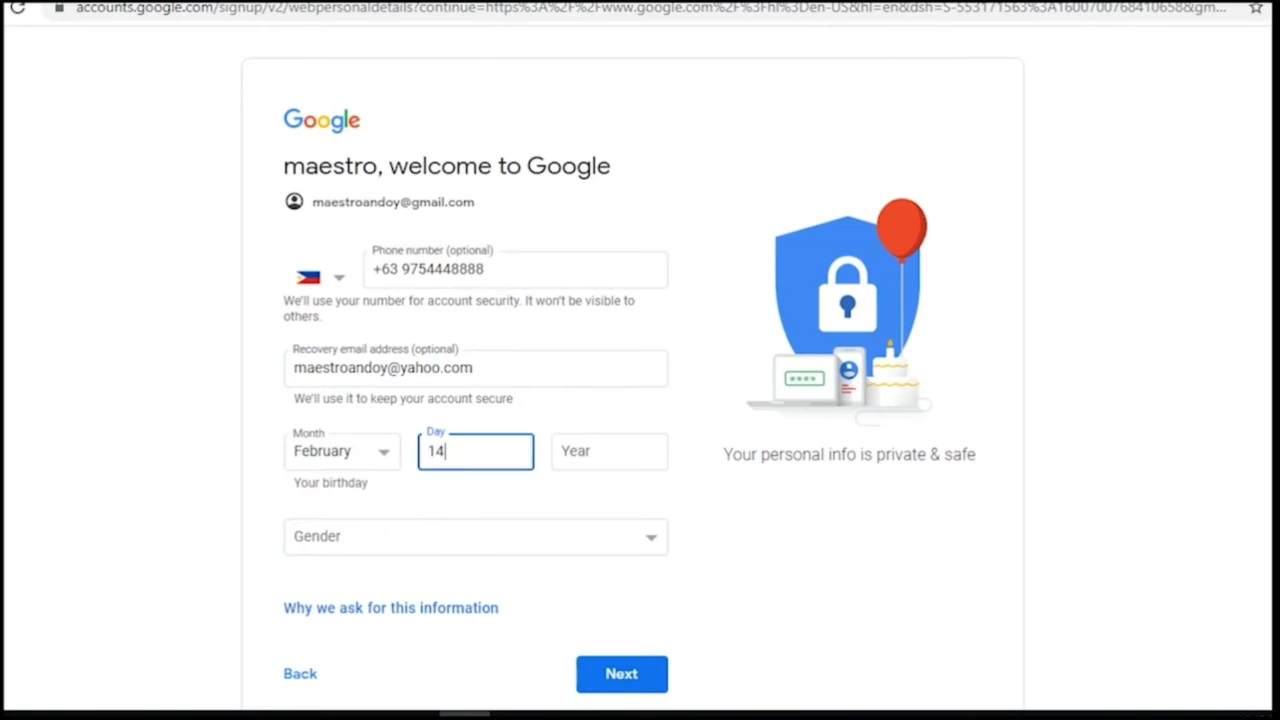 accounts.google.com/signup/v2/webpersonaldetails?continue=https%3A%2F%2Fwww.google.com%2F%3Fhl%3Den-US&hl=en&dsh=S-553171563%3A1600700768410658&gm...
Google
maestro, welcome to Google
maestroandoy@gmail.com
Phone number (optional)
+63 9754448888
We'll use your number for account security. It won't be visible to
others.
Recovery email address (optional)
maestroandoy@yahoo.com
We'll use it to keep your account secure
Month Day
February 14 Year
Your birthday
Your personal info is private & safe
Gender
Why we ask for this information
Back Next